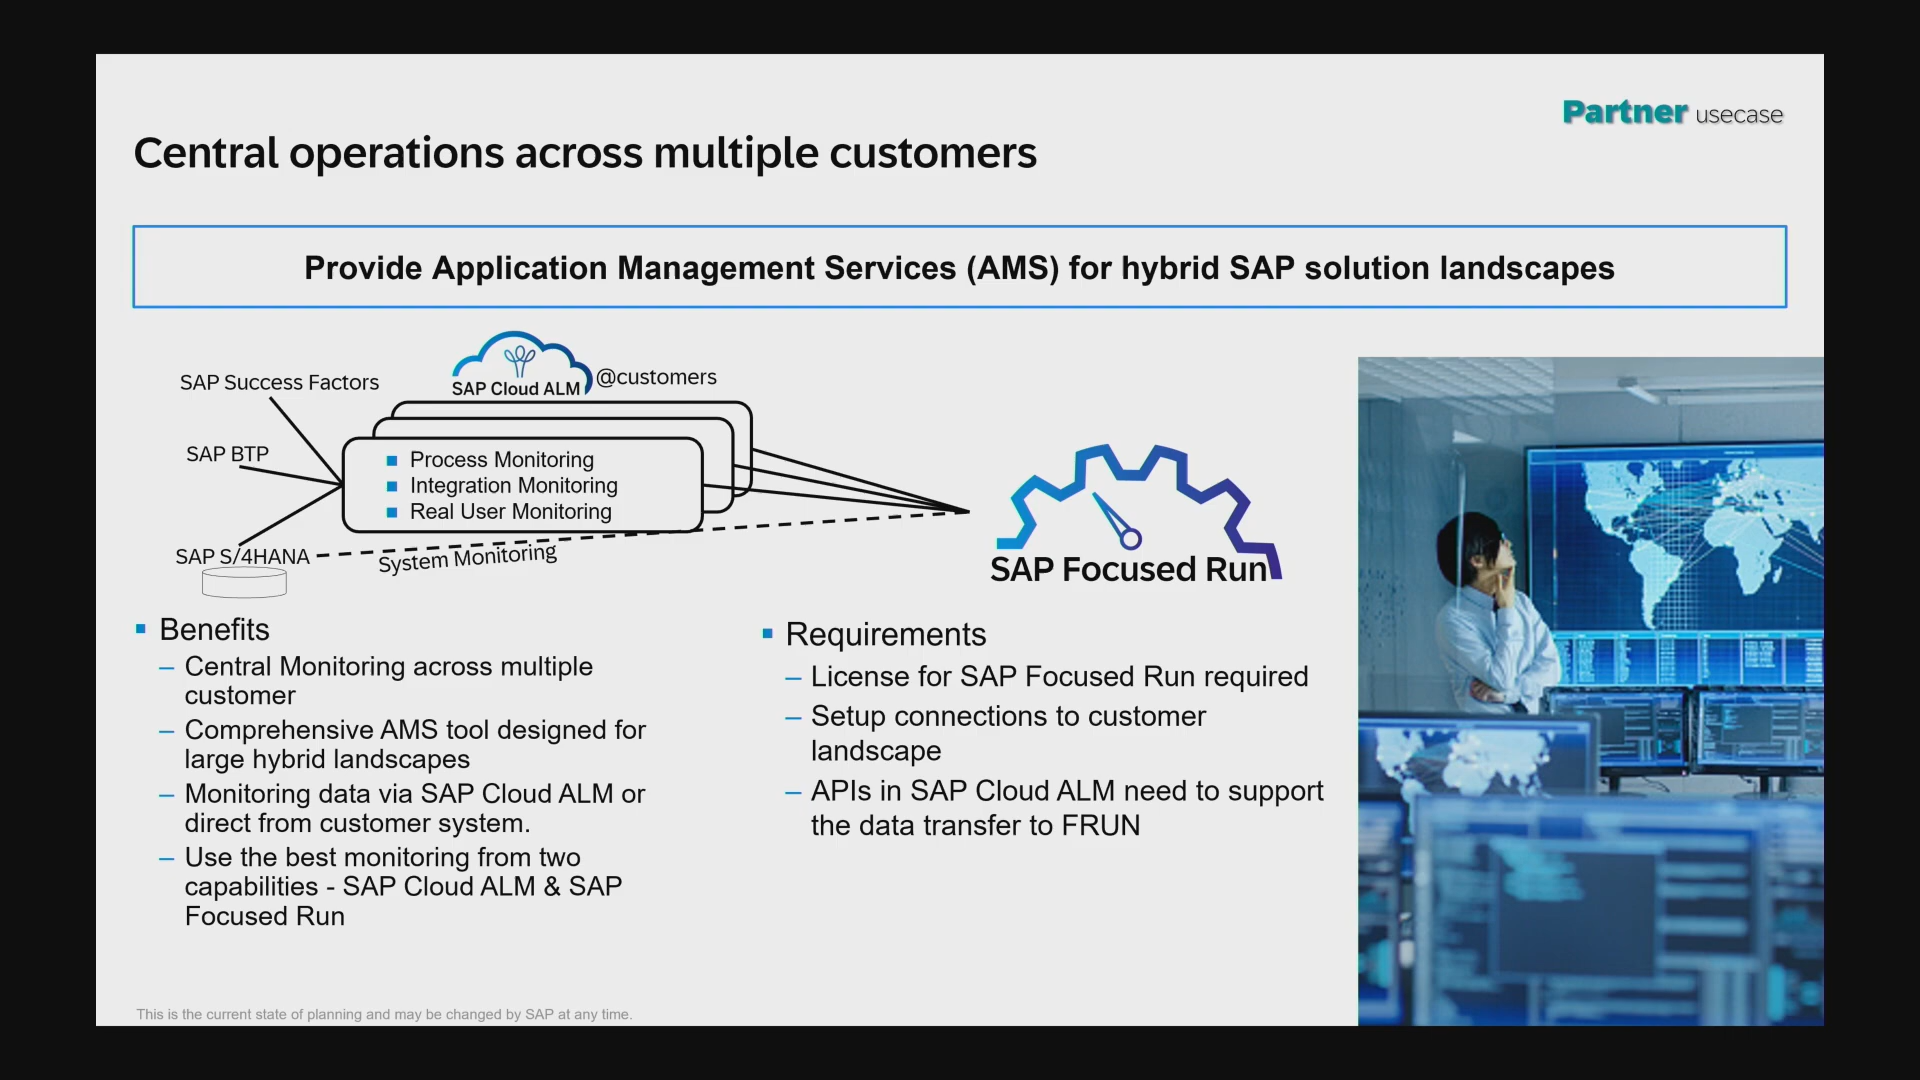 Partner usecase
Central operations across multiple customers
Provide Application Management Services (AMS) for hybrid SAP solution landscapes
SAP Cloud ALM
@customers
SAP Success Factors
SAP BTP
SAP S/4HANA
Process Monitoring
Integration Monitoring
Real User Monitoring
System Monitoring
SAP Focused Run
Benefits
– Central Monitoring across multiple
customer
– Comprehensive AMS tool designed for
large hybrid landscapes
– Monitoring data via SAP Cloud ALM or
direct from customer system.
– Use the best monitoring from two
capabilities - SAP Cloud ALM & SAP
Focused Run
Requirements
– License for SAP Focused Run required
– Setup connections to customer
landscape
– APIs in SAP Cloud ALM need to support
the data transfer to FRUN
This is the current state of planning and may be changed by SAP at any time.